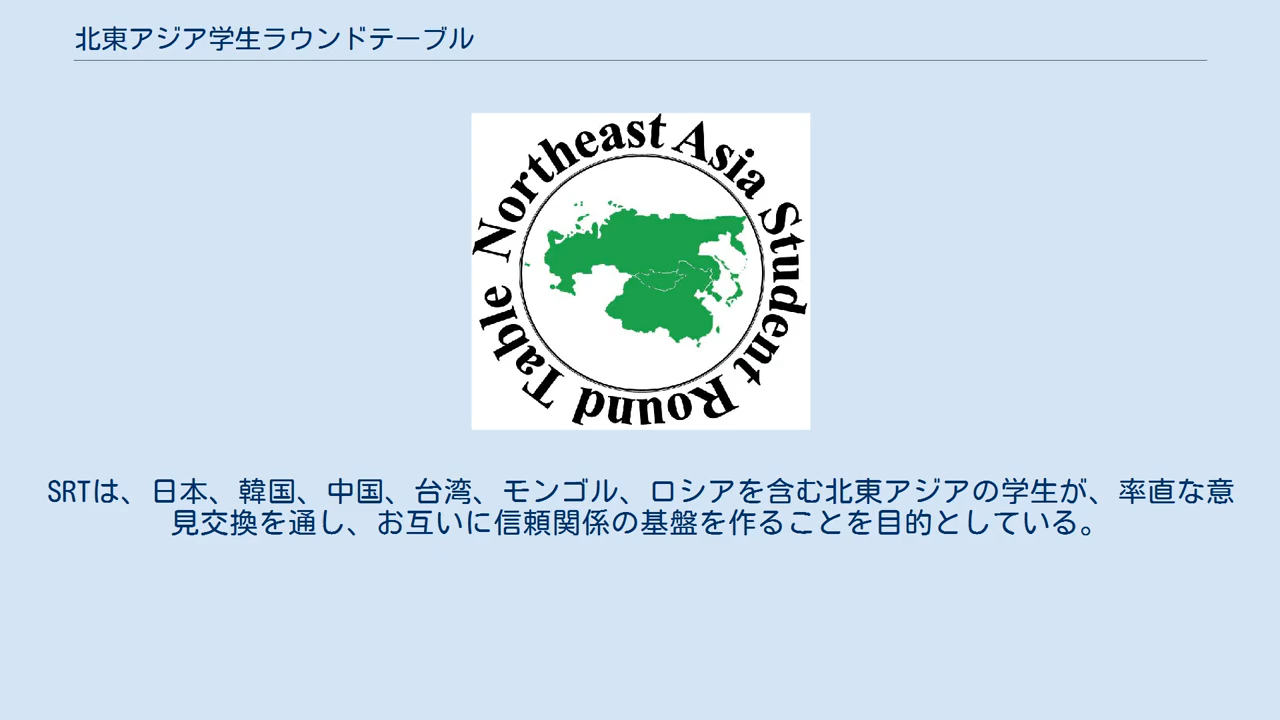 北東アジア学生ラウンドテーブル
Northeast Asia Student Round Table
SRTは、日本、韓国、中国、台湾、モンゴル、ロシアを含む北東アジアの学生が、率直な意
見交換を通し、お互いに信頼関係の基盤を作ることを目的としている。